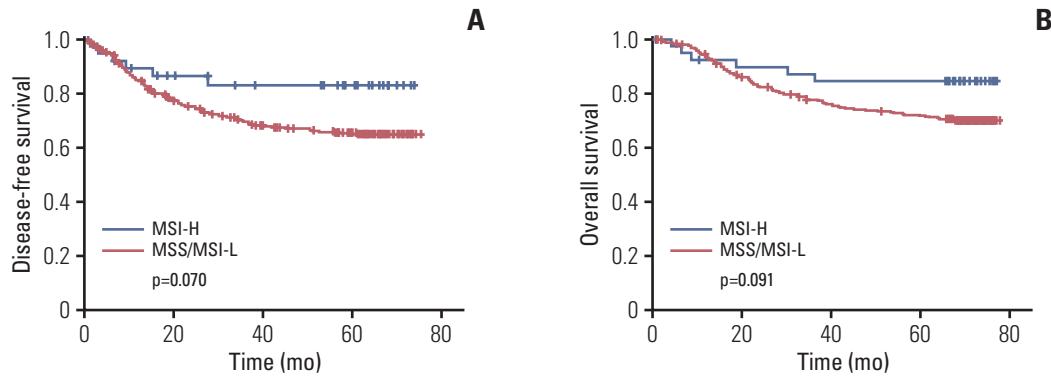 A
1.0
0.8
0.6
0.4
0.2
0
Disease-free survival
MSI-H
MSS/MSI-L
p=0.070
0 20 40 60 80
Time (mo)
B
1.0
0.8
0.6
0.4
0.2
0
Overall survival
MSI-H
MSS/MSI-L
p=0.091
0 20 40 60 80
Time (mo)